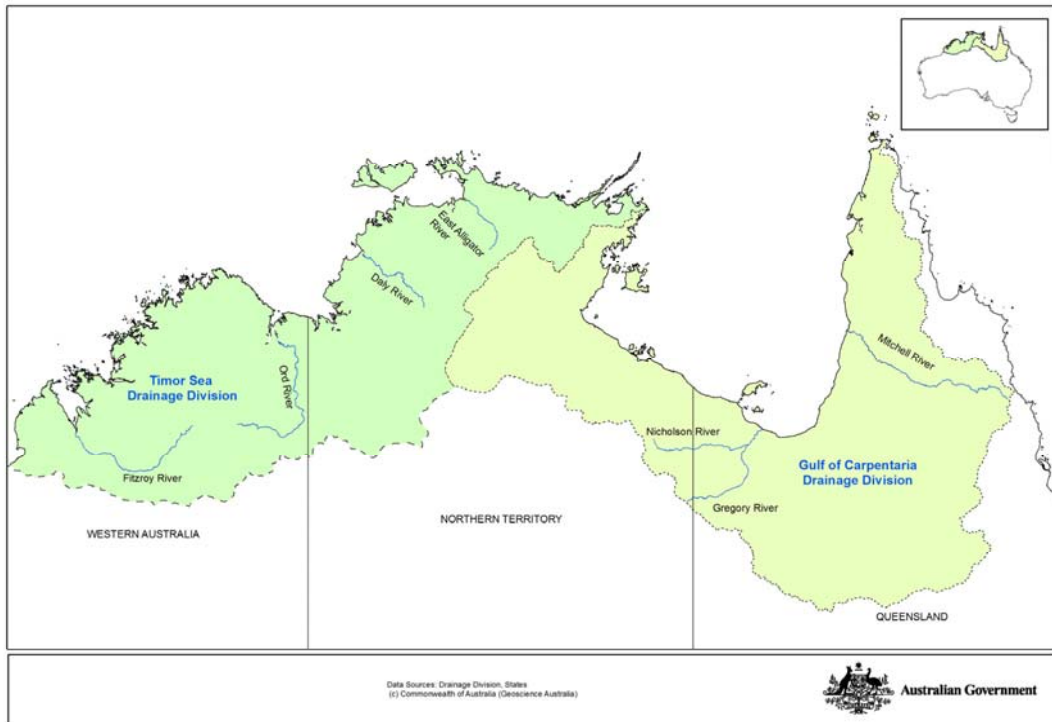 East Alligator
River
Daly River
Ord River
Timor Sea
Drainage Division
Fitzroy River
Mitchell River
Nicholson River
Gulf of Carpentaria
Drainage Division
Gregory River
WESTERN AUSTRALIA
NORTHERN TERRITORY
QUEENSLAND
Data Sources: Drainage Division, States
(c) Commonwealth of Australia (Geoscience Australia)
Australian Government